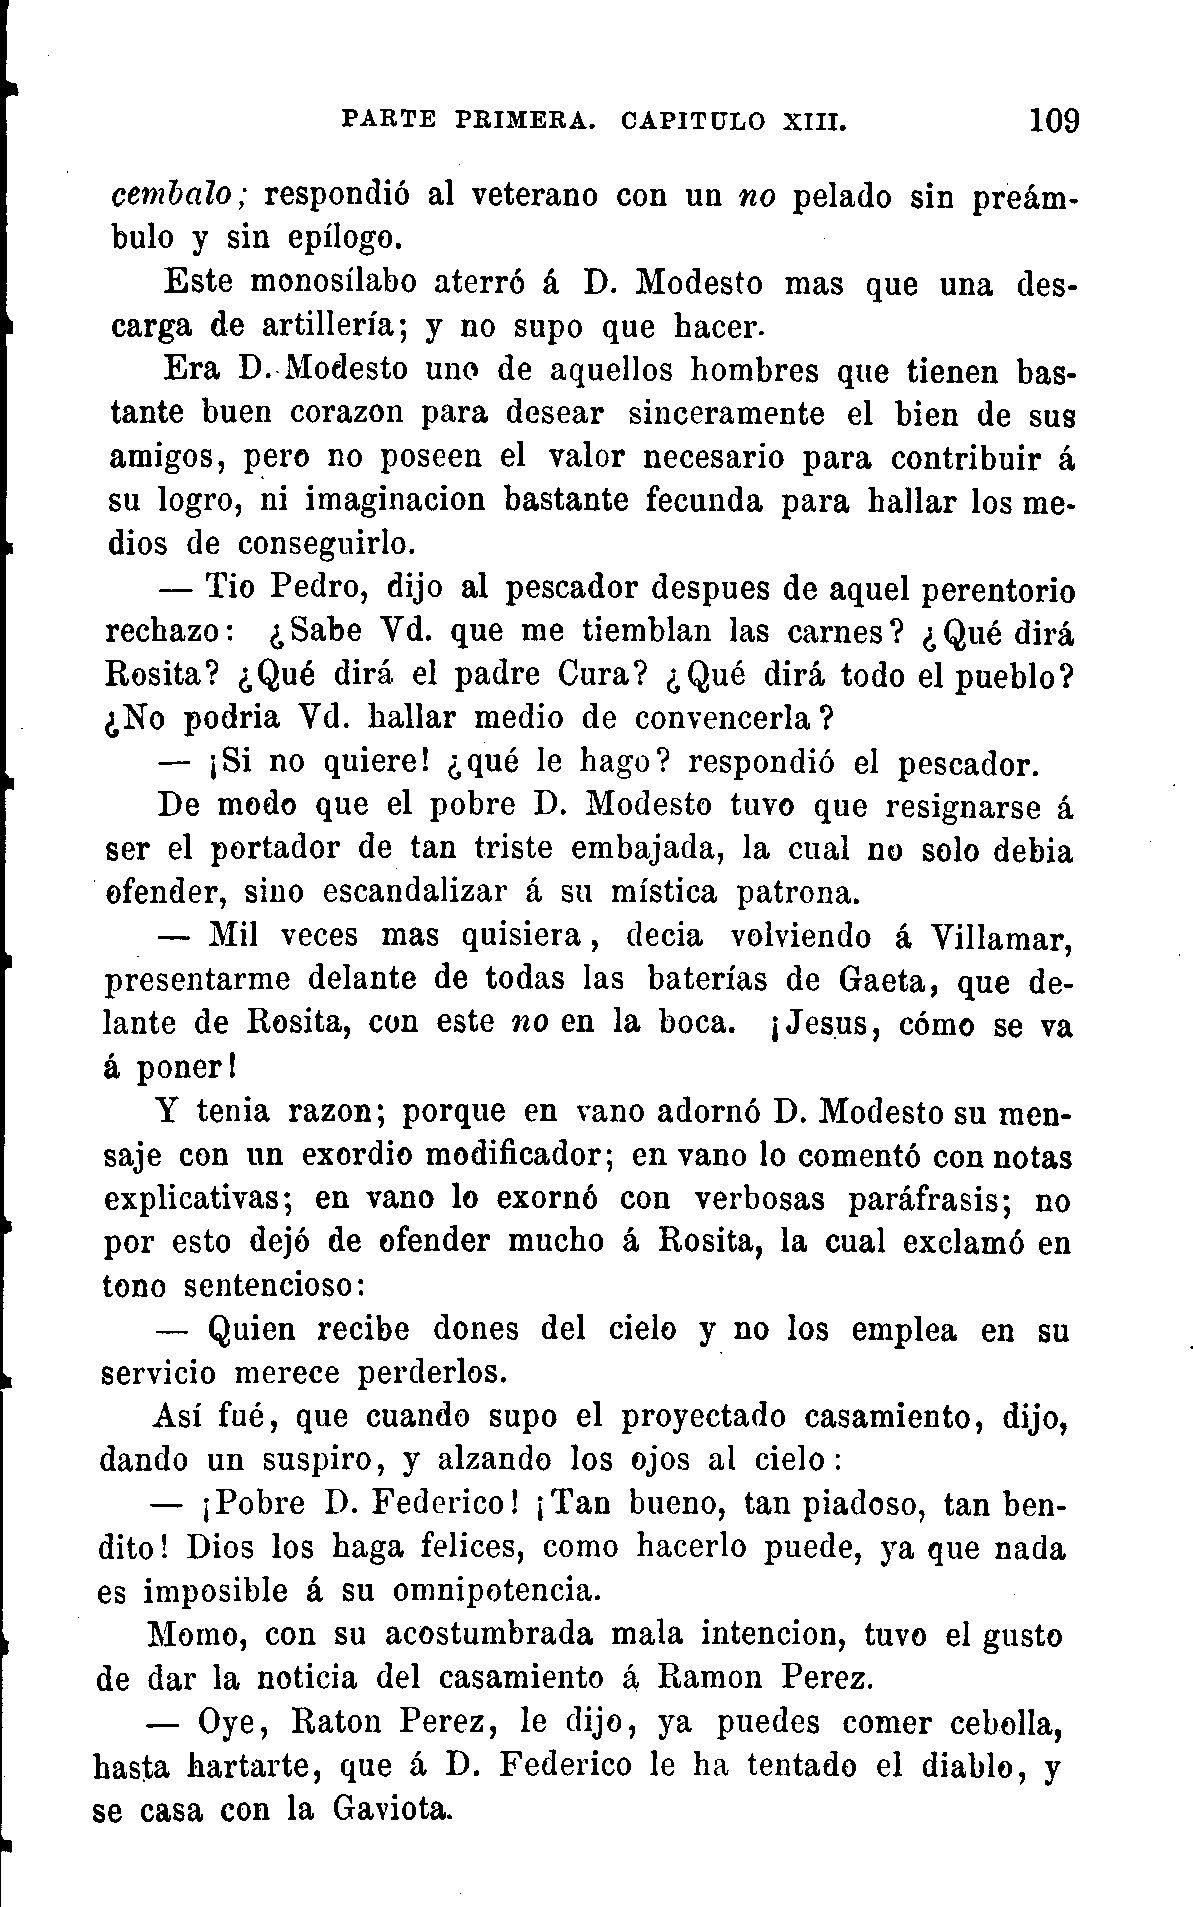 PARTE PRIMERA. CAPITULO XIII. 109
cembalo; respondió al veterano con un no pelado sin preám-
bulo y sin epílogo.
Este monosílabo aterró á D. Modesto mas que una des-
carga de artillería; y no supo que hacer.
Era D. Modesto uno de aquellos hombres que tienen bas-
tante buen corazon para desear sinceramente el bien de sus
amigos, pero no poseen el valor necesario para contribuir á
su logro, ni imaginacion bastante fecunda para hallar los me-
dios de conseguirlo.
— Tio Pedro, dijo al pescador despues de aquel perentorio
rechazo: ¿Sabe Vd. que me tiemblan las carnes? ¿Qué dirá
Rosita? ¿Qué dirá el padre Cura? ¿Qué dirá todo el pueblo?
¿No podria Vd. hallar medio de convencerla?
— ¡Si no quiere! ¿qué le hago? respondió el pescador.
De modo que el pobre D. Modesto tuvo que resignarse á
ser el portador de tan triste embajada, la cual no solo debia
ofender, sino escandalizar á su mística patrona.
— Mil veces mas quisiera, decia volviendo á Villamar,
presentarme delante de todas las baterías de Gaeta, que de-
lante de Rosita, con este no en la boca. ¡Jesus, cómo se va
á poner!
Y tenia razon; porque en vano adornó D. Modesto su men-
saje con un exordio modificador; en vano lo comentó con notas
explicativas; en vano lo exornó con verbosas paráfrasis; no
por esto dejó de ofender mucho á Rosita, la cual exclamó en
tono sentencioso:
— Quien recibe dones del cielo y no los emplea en su
servicio merece perderlos.
Así fué, que cuando supo el proyectado casamiento, dijo,
dando un suspiro, y alzando los ojos al cielo:
— ¡Pobre D. Federico! ¡Tan bueno, tan piadoso, tan ben-
dito! Dios los haga felices, como hacerlo puede, ya que nada
es imposible á su omnipotencia.
Momo, con su acostumbrada mala intencion, tuvo el gusto
de dar la noticia del casamiento á Ramon Perez.
— Oye, Raton Perez, le dijo, ya puedes comer cebolla,
hasta hartarte, que á D. Federico le ha tentado el diablo, y
se casa con la Gaviota.